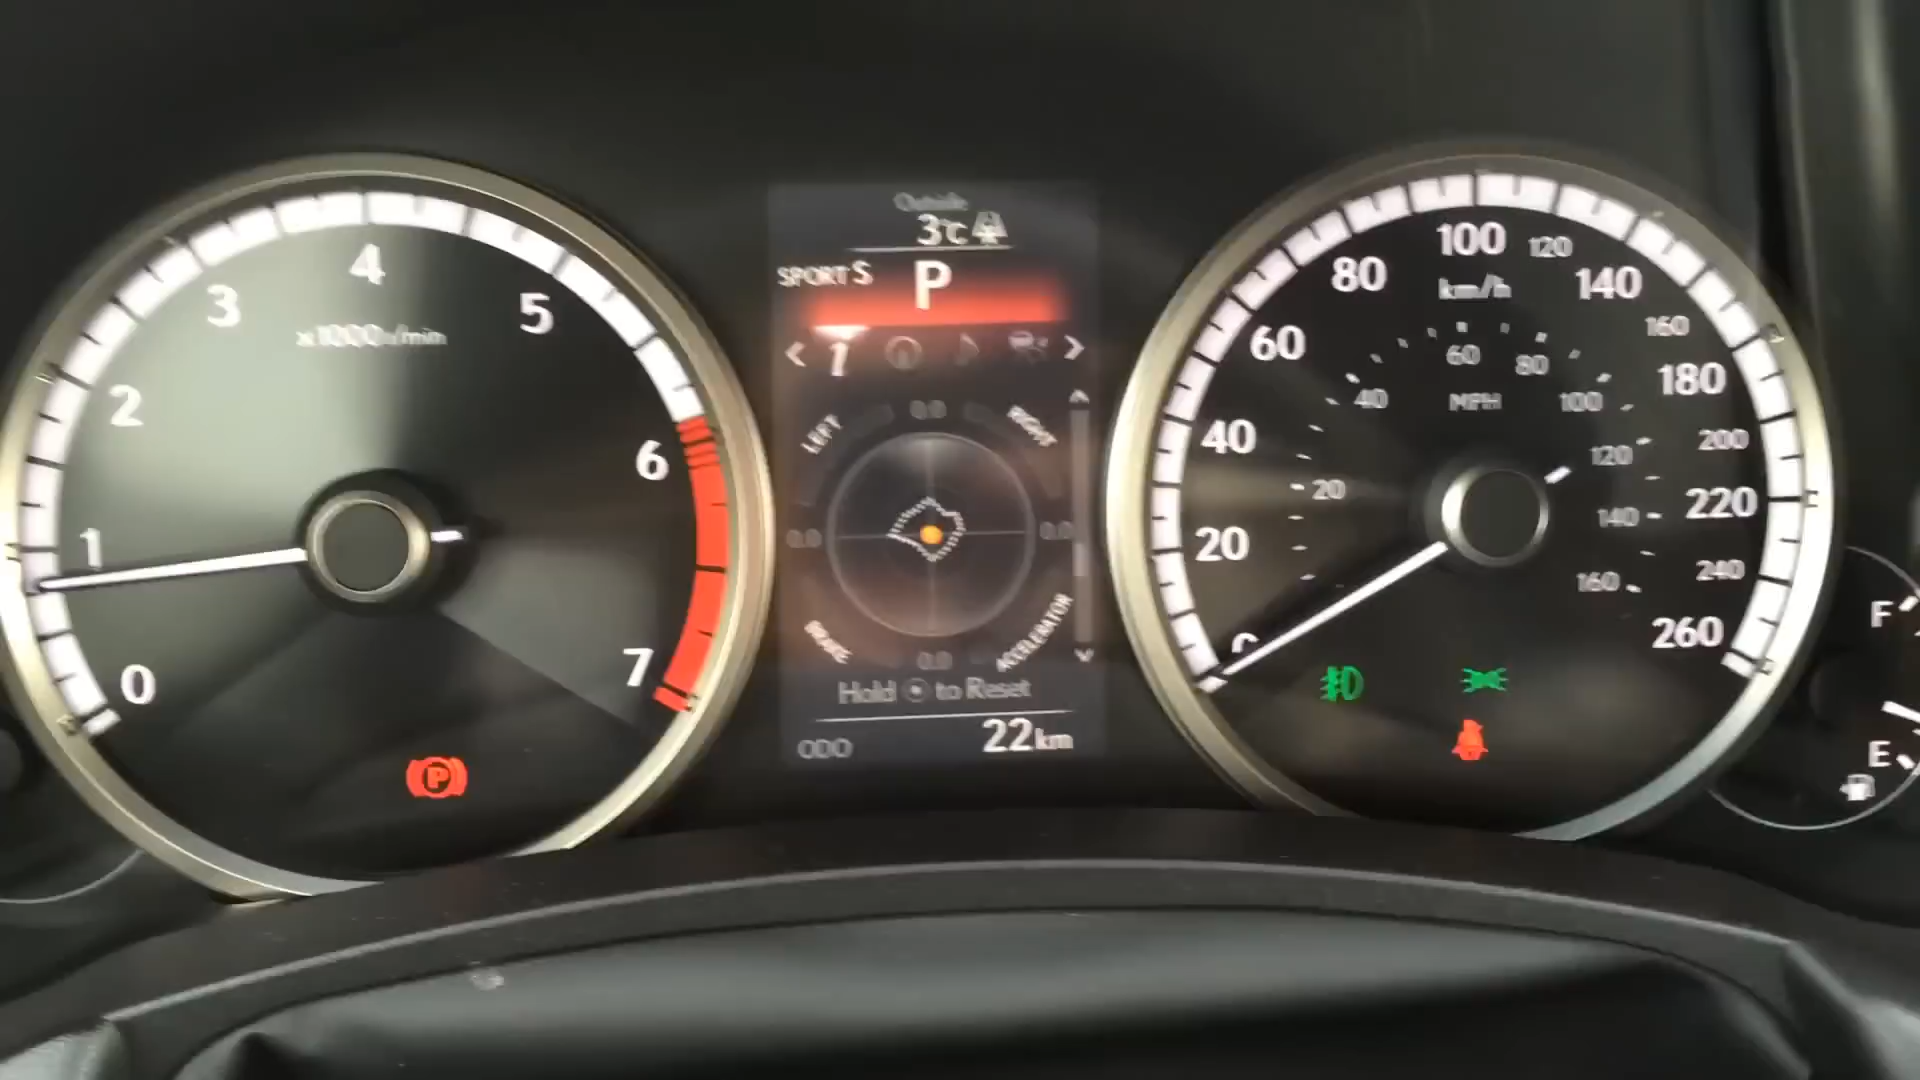 0
1
2
3
4
5
6
7
x1000r/min
P
Outside
3°C
SPORT S
P
i
LEFT
0.0
RIGHT
0.0
0.0
BRAKE
0.0
ACCELERATOR
Hold to Reset
ODO
22 km
20
40
60
80
100
120
140
160
180
200
220
240
260
km/h
20
40
60
80
100
120
140
160
MPH
F
E